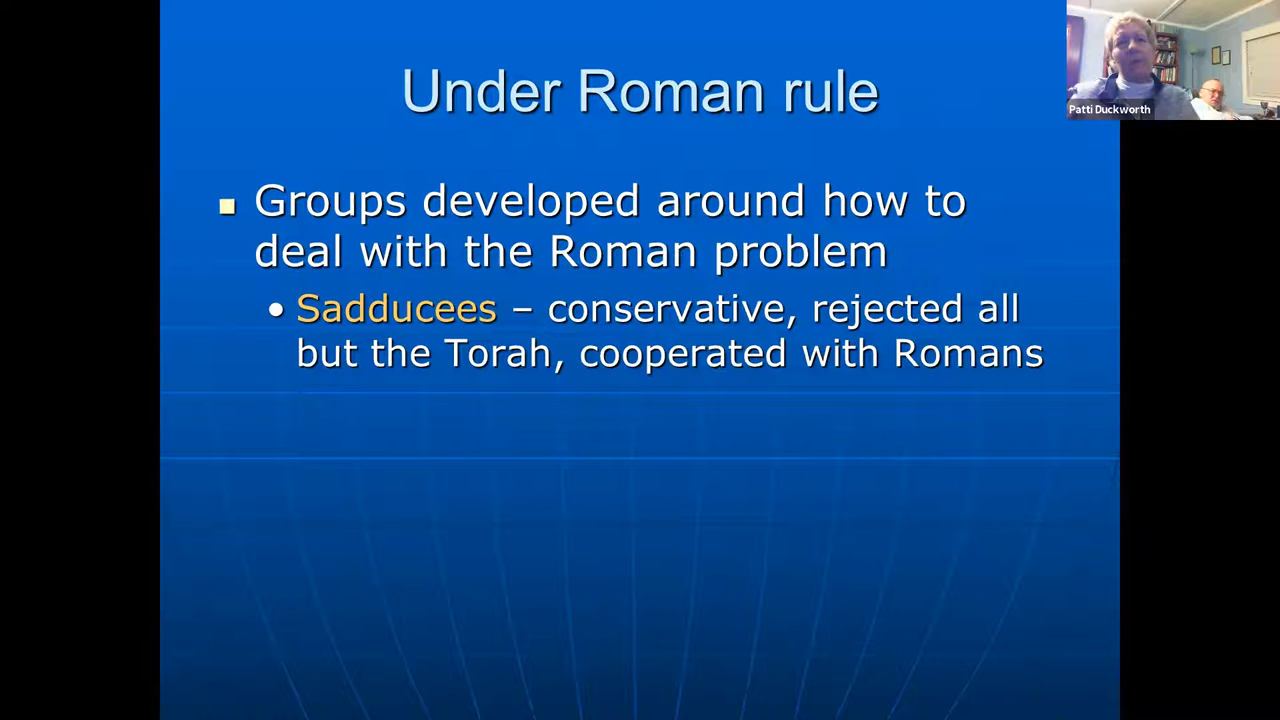 Under Roman rule
Groups developed around how to
deal with the Roman problem
Sadducees – conservative, rejected all
but the Torah, cooperated with Romans
Patti Duckworth